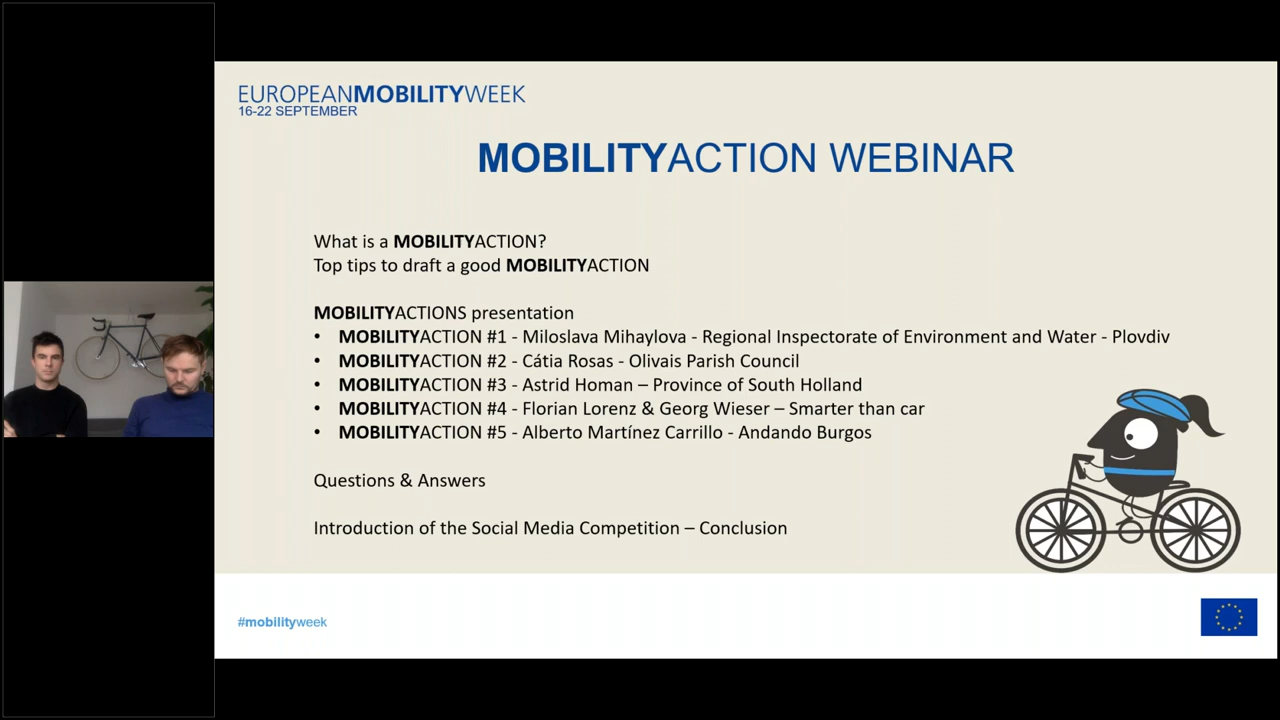 EUROPEANMOBILITYWEEK
16-22 SEPTEMBER
MOBILITYACTION WEBINAR
What is a MOBILITYACTION?
Top tips to draft a good MOBILITYACTION
MOBILITYACTIONS presentation
• MOBILITYACTION #1 - Miloslava Mihaylova - Regional Inspectorate of Environment and Water - Plovdiv
• MOBILITYACTION #2 - Cátia Rosas - Olivais Parish Council
• MOBILITYACTION #3 - Astrid Homan – Province of South Holland
• MOBILITYACTION #4 - Florian Lorenz & Georg Wieser – Smarter than car
• MOBILITYACTION #5 - Alberto Martínez Carrillo - Andando Burgos
Questions & Answers
Introduction of the Social Media Competition – Conclusion
#mobilityweek